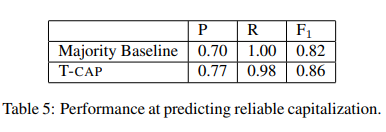 P R F1
Majority Baseline 0.70 1.00 0.82
T-CAP 0.77 0.98 0.86
Table 5: Performance at predicting reliable capitalization.